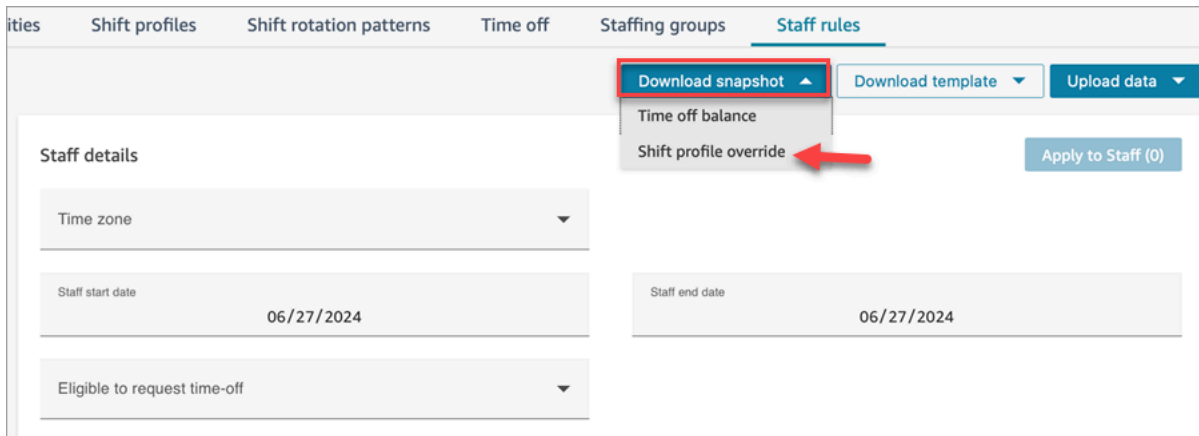 ities Shift profiles Shift rotation patterns Time off Staffing groups Staff rules
Download snapshot Download template Upload data
Time off balance
Shift profile override
Staff details
Apply to Staff (0)
Time zone
Staff start date Staff end date
06/27/2024 06/27/2024
Eligible to request time-off